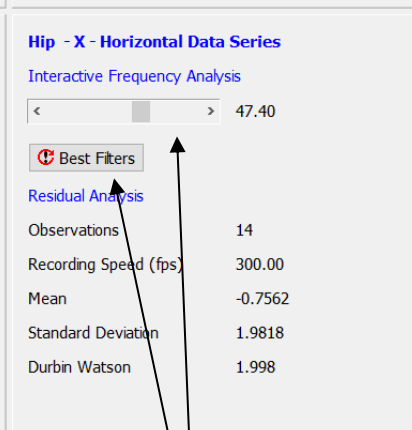 Hip - X - Horizontal Data Series
Interactive Frequency Analysis
< > 47.40
Best Filters
Residual Analysis
Observations 14
Recording Speed (fps) 300.00
Mean -0.7562
Standard Deviation 1.9818
Durbin Watson 1.998